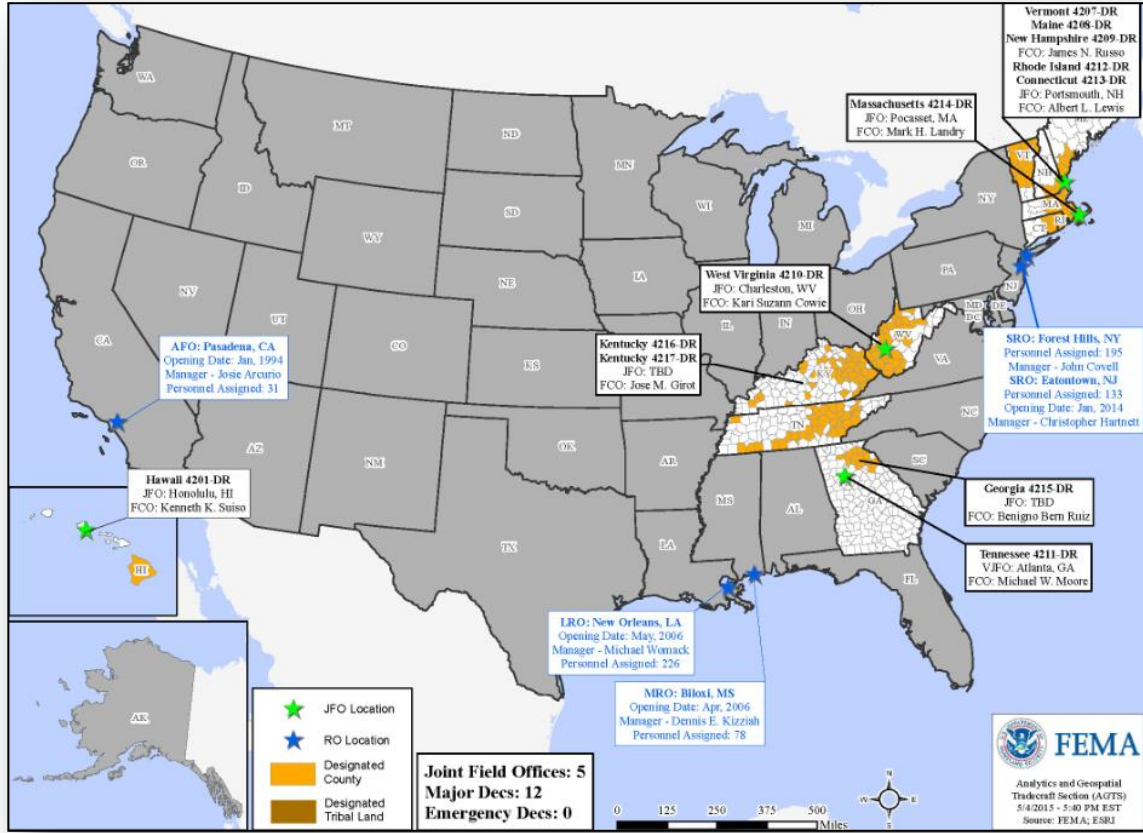 Vermont 4207-DR
Maine 4208-DR
New Hampshire 4209-DR
FCO: James N. Russo
Rhode Island 4212-DR
Connecticut 4213-DR
JFO: Portsmouth, NH
FCO: Albert L. Lewis
Massachusetts 4214-DR
JFO: Pocasset, MA
FCO: Mark H. Landry
WA
MT
ND
MN
OR
ID
SD
WI
MI
WY
NY
VT
NH
ME
MA
CT
RI
NV
UT
NE
IA
PA
NJ
CA
CO
KS
IL
IN
OH
WV
MD
DE
DC
VA
West Virginia 4210-DR
JFO: Charleston, WV
FCO: Kari Suzann Cowie
Kentucky 4216-DR
Kentucky 4217-DR
JFO: TBD
FCO: Jose M. Girot
KY
AFO: Pasadena, CA
Opening Date: Jan, 1994
Manager - Josie Arcurio
Personnel Assigned: 31
SRO: Forest Hills, NY
Personnel Assigned: 195
Manager - John Covell
SRO: Eatontown, NJ
Personnel Assigned: 133
Opening Date: Jan, 2014
Manager - Christopher Hartnett
AZ
NM
OK
AR
TN
NC
SC
TX
LA
MS
AL
GA
FL
Hawaii 4201-DR
JFO: Honolulu, HI
FCO: Kenneth K. Suiso
HI
Georgia 4215-DR
JFO: TBD
FCO: Benigno Bern Ruiz
Tennessee 4211-DR
VJFO: Atlanta, GA
FCO: Michael W. Moore
LRO: New Orleans, LA
Opening Date: May, 2006
Manager - Michael Womack
Personnel Assigned: 226
MRO: Biloxi, MS
Opening Date: Apr, 2006
Manager - Dennis E. Kizziah
Personnel Assigned: 78
AK
JFO Location
RO Location
Designated
County
Designated
Tribal Land
Joint Field Offices: 5
Major Decs: 12
Emergency Decs: 0
0 125 250 375 500
Miles
N
W E
S
FEMA
Analytics and Geospatial
Tradecraft Section (AGTS)
5/4/2015 - 5:40 PM EST
Source: FEMA; ESRI